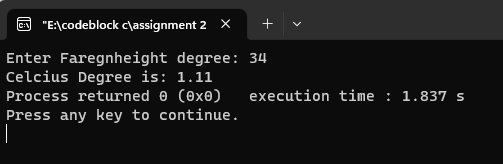 "E:\codeblock c\assignment 2
Enter Faregnheight degree: 34
Celcius Degree is: 1.11
Process returned 0 (0x0)   execution time : 1.837 s
Press any key to continue.